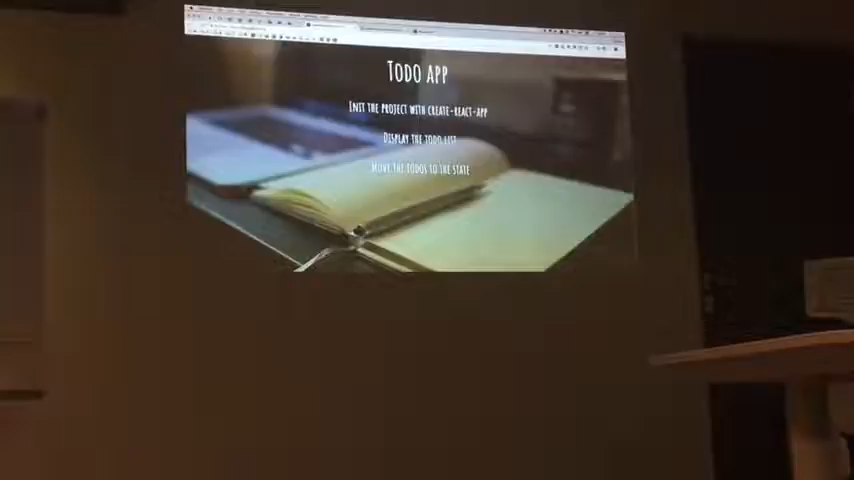 Todo app
Init the project with create-react-app
Display the todo list
Move the todos to the state